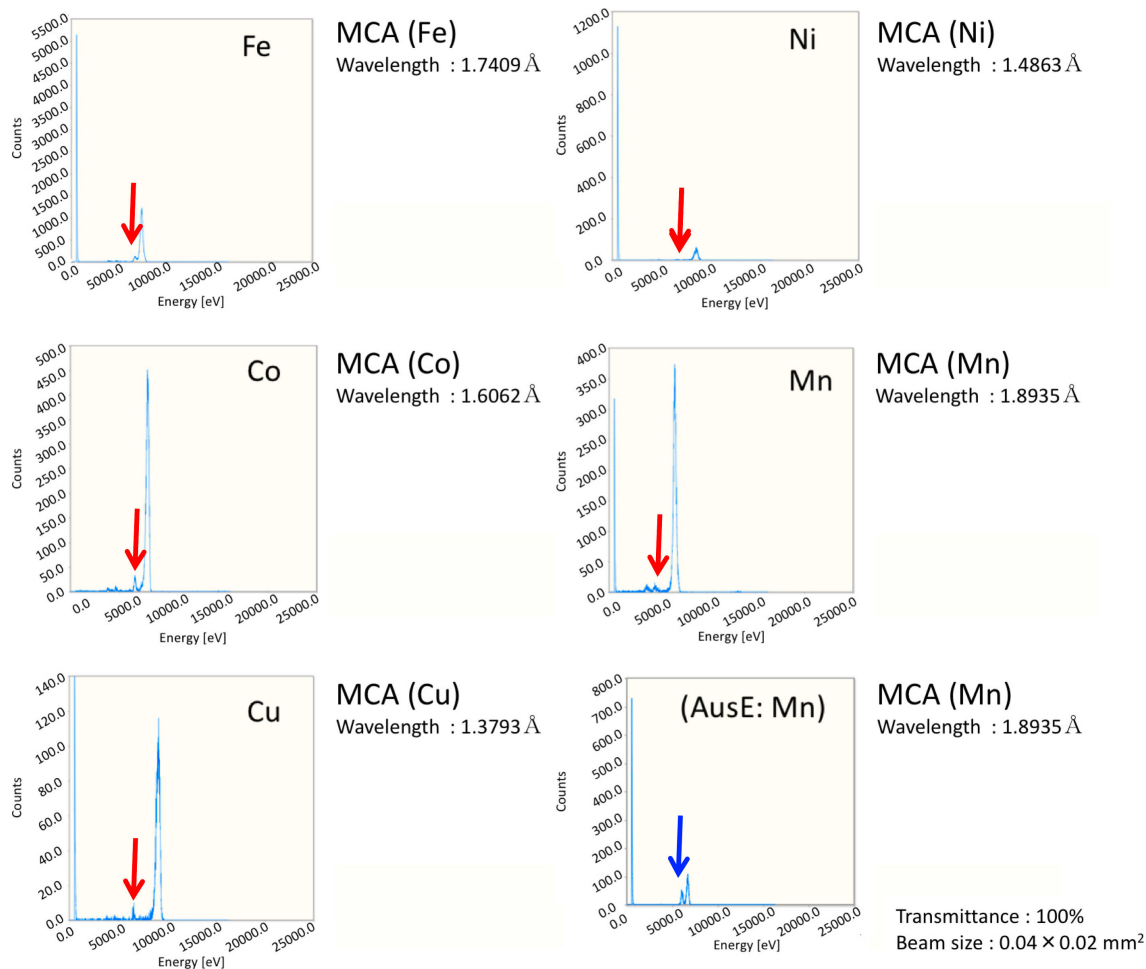 Fe
MCA (Fe)
Wavelength : 1.7409 Å
5500.0
5000.0
4500.0
4000.0
3500.0
3000.0
2500.0
2000.0
1500.0
1000.0
500.0
0.0
Counts
0.0 5000.0 10000.0 15000.0 20000.0 25000.0
Energy [eV]
Ni
MCA (Ni)
Wavelength : 1.4863 Å
1200.0
1000.0
800.0
600.0
400.0
200.0
0.0
Counts
0.0 5000.0 10000.0 15000.0 20000.0 25000.0
Energy [eV]
Co
MCA (Co)
Wavelength : 1.6062 Å
500.0
450.0
400.0
350.0
300.0
250.0
200.0
150.0
100.0
50.0
0.0
Counts
0.0 5000.0 10000.0 15000.0 20000.0 25000.0
Energy [eV]
Mn
MCA (Mn)
Wavelength : 1.8935 Å
400.0
350.0
300.0
250.0
200.0
150.0
100.0
50.0
0.0
Counts
0.0 5000.0 10000.0 15000.0 20000.0 25000.0
Energy [eV]
Cu
MCA (Cu)
Wavelength : 1.3793 Å
140.0
120.0
100.0
80.0
60.0
40.0
20.0
0.0
Counts
0.0 5000.0 10000.0 15000.0 20000.0 25000.0
Energy [eV]
(AusE: Mn)
MCA (Mn)
Wavelength : 1.8935 Å
800.0
700.0
600.0
500.0
400.0
300.0
200.0
100.0
0.0
Counts
0.0 5000.0 10000.0 15000.0 20000.0 25000.0
Energy [eV]
Transmittance : 100%
Beam size : 0.04 × 0.02 mm²